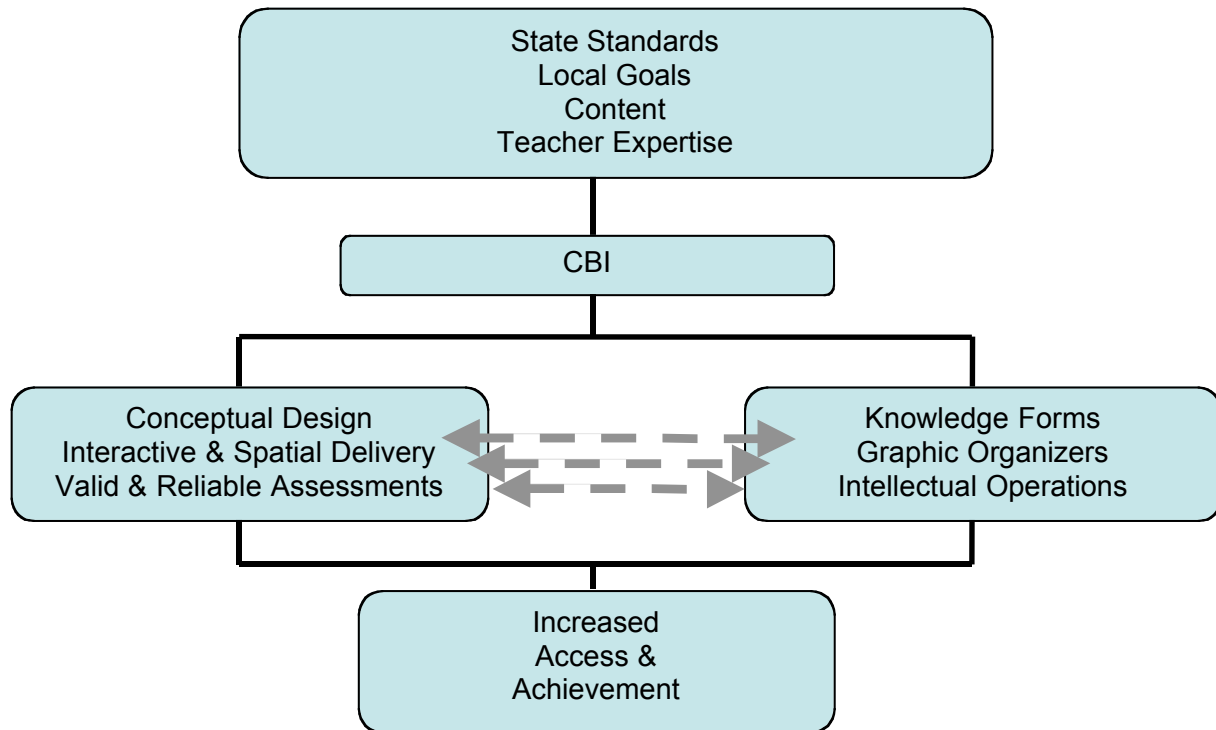 State Standards
Local Goals
Content
Teacher Expertise
CBI
Conceptual Design
Interactive & Spatial Delivery
Valid & Reliable Assessments
Knowledge Forms
Graphic Organizers
Intellectual Operations
Increased
Access &
Achievement